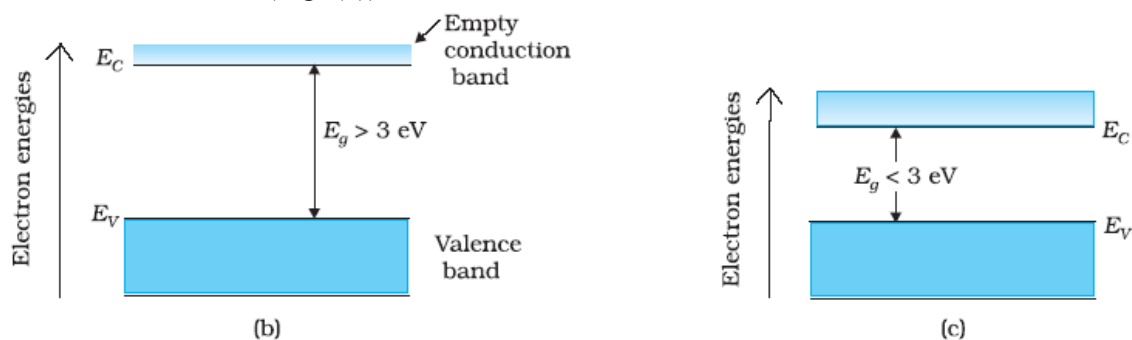 Electron energies
E_C
Empty
conduction
band
E_g > 3 eV
E_V
Valence
band
(b)
Electron energies
E_C
E_g < 3 eV
E_V
(c)